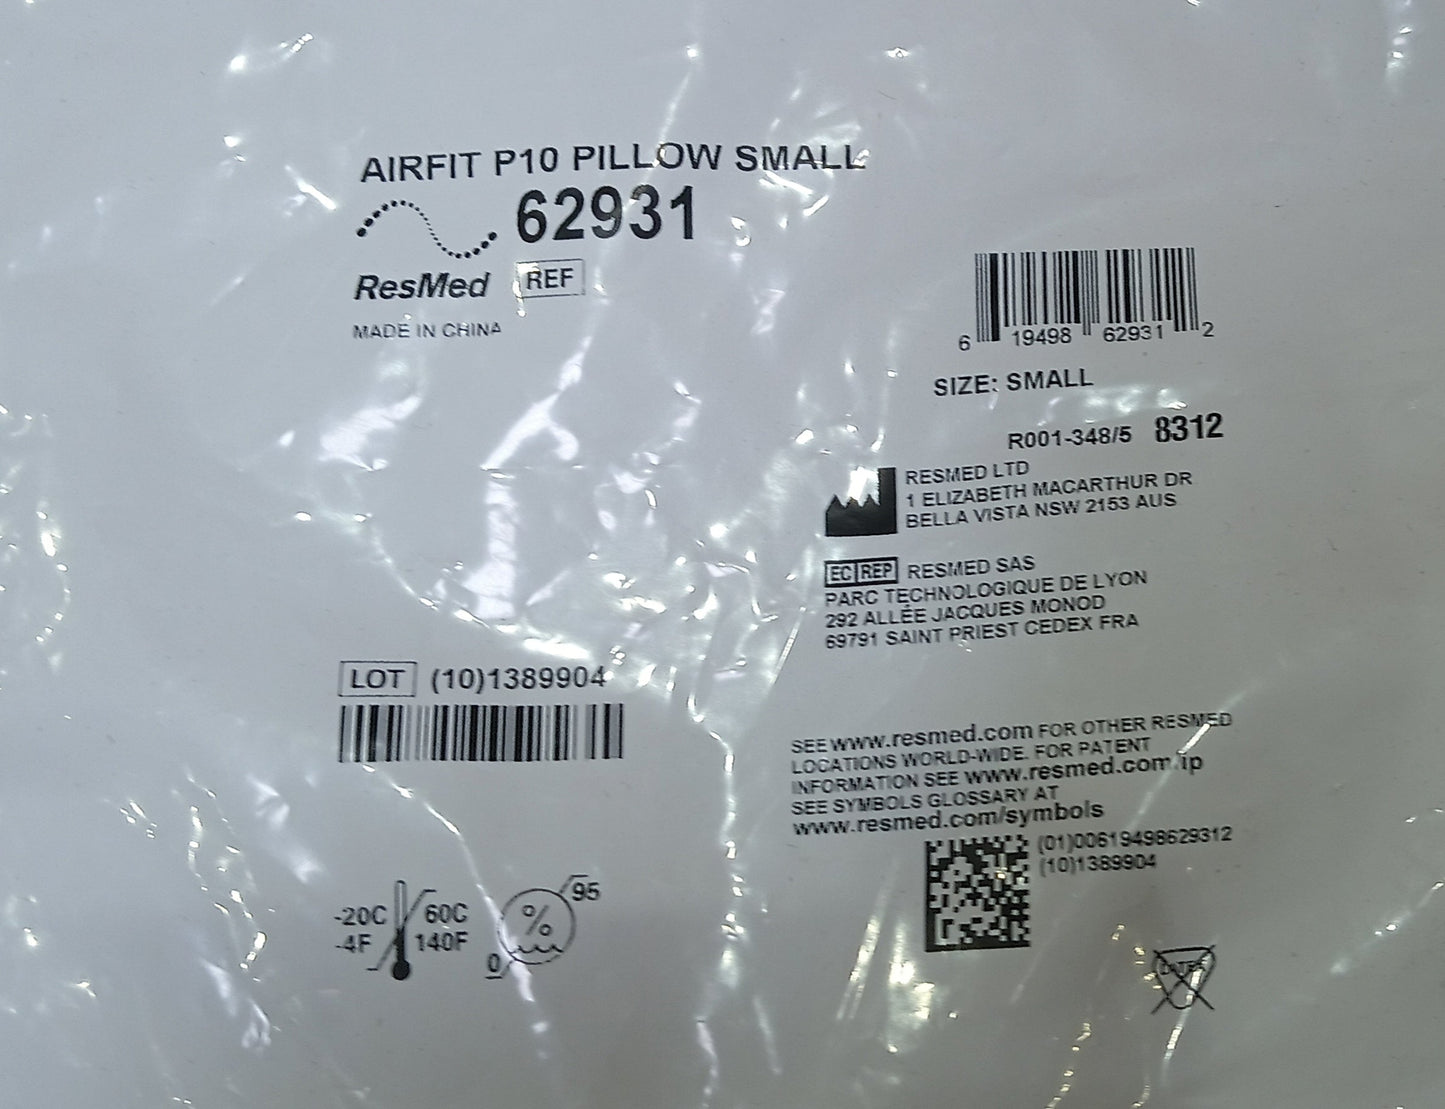 AIRFIT P10 PILLOW SMALL
62931
ResMed REF
MADE IN CHINA
6 19498 62931 2
SIZE: SMALL
R001-348/5 8312
RESMED LTD
1 ELIZABETH MACARTHUR DR
BELLA VISTA NSW 2153 AUS
EC REP RESMED SAS
PARC TECHNOLOGIQUE DE LYON
292 ALLÉE JACQUES MONOD
69791 SAINT PRIEST CEDEX FRA
LOT (10)1389904
SEE www.resmed.com FOR OTHER RESMED
LOCATIONS WORLD-WIDE. FOR PATENT
INFORMATION SEE www.resmed.com/ip
SEE SYMBOLS GLOSSARY AT
www.resmed.com/symbols
(01)00619498629312
(10)1389904
-20C 60C
-4F 140F
95
%
0
LATEX